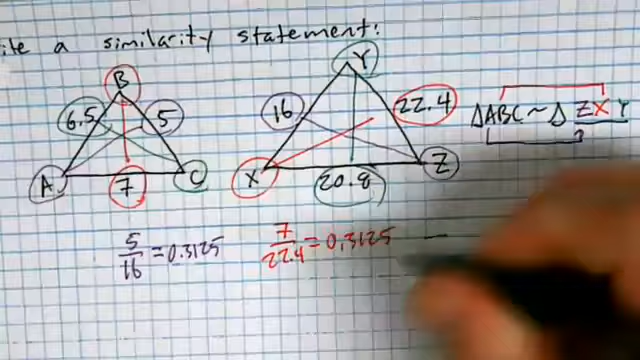 ite a similarity statement:
B
Y
6.5
5
16
22.4
△ABC ~ △ ZXY
A
7
C
X
20.8
Z
5/16 = 0.3125
7/22.4 = 0.3125